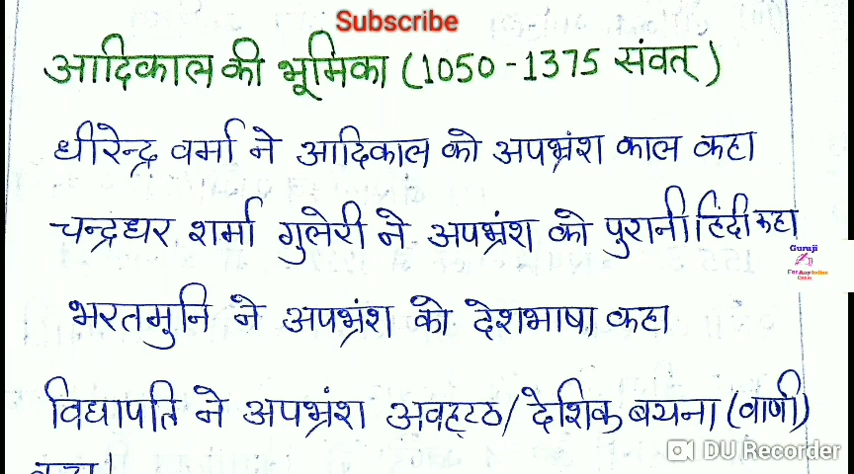 Subscribe
आदिकाल की भूमिका (1050 - 1375 संवत्)
धीरेन्द्र वर्मा ने आदिकाल को अपभ्रंश काल कहा
चन्द्रधर शर्मा गुलेरी ने अपभ्रंश को पुरानी हिंदी कहा
Guruji
भरतमुनि ने अपभ्रंश को देशभाषा कहा
विद्यापति ने अपभ्रंश अवहट्ठ/देशिक बयना (वाणी)
DU Recorder